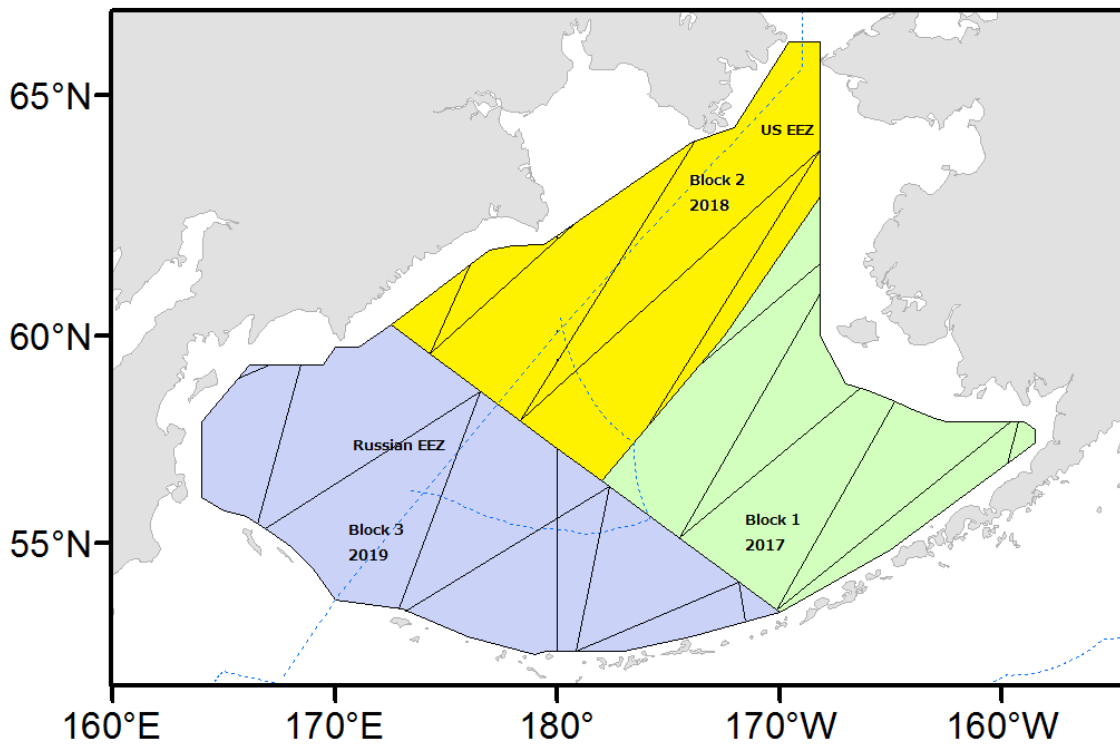 65°N
US EEZ
Block 2
2018
60°N
Russian EEZ
Block 1
2017
Block 3
2019
55°N
160°E
170°E
180°
170°W
160°W